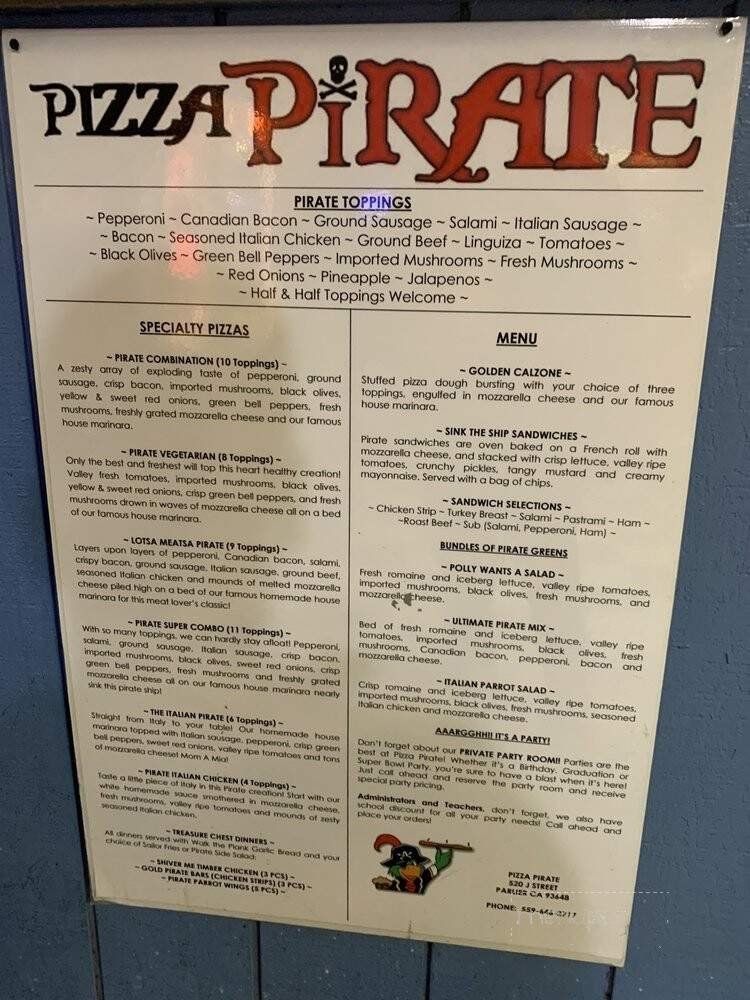 PIZZA PiRATE
PIRATE TOPPINGS
~ Pepperoni ~ Canadian Bacon ~ Ground Sausage ~ Salami ~ Italian Sausage ~
~ Bacon ~ Seasoned Italian Chicken ~ Ground Beef ~ Linguiza ~ Tomatoes ~
~ Black Olives ~ Green Bell Peppers ~ Imported Mushrooms ~ Fresh Mushrooms ~
~ Red Onions ~ Pineapple ~ Jalapenos ~
~ Half & Half Toppings Welcome ~
SPECIALTY PIZZAS
~ PIRATE COMBINATION (10 Toppings) ~
A zesty array of exploding taste of pepperoni, ground
sausage, crisp bacon, imported mushrooms, black olives,
yellow & sweet red onions, green bell peppers, fresh
mushrooms, freshly grated mozzarella cheese and our famous
house marinara.
~ PIRATE VEGETARIAN (8 Toppings) ~
Only the best and freshest will top this heart healthy creation!
Valley fresh tomatoes, imported mushrooms, black olives,
yellow & sweet red onions, crisp green bell peppers, and fresh
mushrooms drown in waves of mozzarella cheese all on a bed
of our famous house marinara.
~ LOTSA MEATSA PIRATE (9 Toppings) ~
Layers upon layers of pepperoni, Canadian bacon, salami,
crispy bacon, ground sausage, Italian sausage, ground beef,
seasoned Italian chicken and mounds of melted mozzarella
cheese piled high on a bed of our famous homemade house
marinara for this meat lover's classic!
~ PIRATE SUPER COMBO (11 Toppings) ~
With so many toppings, we can hardly stay afloat! Pepperoni,
salami, ground sausage, Italian sausage, crisp bacon,
imported mushrooms, black olives, sweet red onions, crisp
green bell peppers, fresh mushrooms and freshly grated
mozzarella cheese all on our famous house marinara nearly
sink this pirate ship!
~ THE ITALIAN PIRATE (6 Toppings) ~
Straight from Italy to your table! Our homemade house
marinara topped with Italian sausage, pepperoni, crisp green
bell peppers, sweet red onions, valley ripe tomatoes and tons
of mozzarella cheese! Mom A Mia!
~ PIRATE ITALIAN CHICKEN (4 Toppings) ~
Taste a little piece of Italy in this Pirate creation! Start with our
white homemade sauce smothered in mozzarella cheese,
fresh mushrooms, valley ripe tomatoes and mounds of zesty
seasoned Italian chicken.
~ TREASURE CHEST DINNERS ~
All dinners served with Walk the Plank Garlic Bread and your
choice of Sailor Fries or Pirate Side Salad:
~ SHIVER ME TIMBER CHICKEN (3 PCS) ~
~ GOLD PIRATE BARS (CHICKEN STRIPS) (3 PCS) ~
~ PIRATE PARROT WINGS (5 PCS) ~
MENU
~ GOLDEN CALZONE ~
Stuffed pizza dough bursting with your choice of three
toppings, engulfed in mozzarella cheese and our famous
house marinara.
~ SINK THE SHIP SANDWICHES ~
Pirate sandwiches are oven baked on a French roll with
mozzarella cheese, and stacked with crisp lettuce, valley ripe
tomatoes, crunchy pickles, tangy mustard and creamy
mayonnaise. Served with a bag of chips.
~ SANDWICH SELECTIONS ~
~ Chicken Strip ~ Turkey Breast ~ Salami ~ Pastrami ~ Ham ~
~Roast Beef ~ Sub (Salami, Pepperoni, Ham) ~
BUNDLES OF PIRATE GREENS
~ POLLY WANTS A SALAD ~
Fresh romaine and iceberg lettuce, valley ripe tomatoes,
imported mushrooms, black olives, fresh mushrooms, and
mozzarella cheese.
~ ULTIMATE PIRATE MIX ~
Bed of fresh romaine and iceberg lettuce, valley ripe
tomatoes, imported mushrooms, black olives, fresh
mushrooms, Canadian bacon, pepperoni, bacon and
mozzarella cheese.
~ ITALIAN PARROT SALAD ~
Crisp romaine and iceberg lettuce, valley ripe tomatoes,
imported mushrooms, black olives, fresh mushrooms, seasoned
Italian chicken and mozzarella cheese.
AAARGGHH!! IT'S A PARTY!
Don't forget about our PRIVATE PARTY ROOM!! Parties are the
best at Pizza Pirate! Whether it's a Birthday, Graduation or
Super Bowl Party, you're sure to have a blast when it's here!
Just call ahead and reserve the party room and receive
special party pricing.
Administrators and Teachers, don't forget, we also have
school discount for all your party needs! Call ahead and
place your orders!
PIZZA PIRATE
520 J STREET
PARLIER CA 93648
PHONE: 559-646-